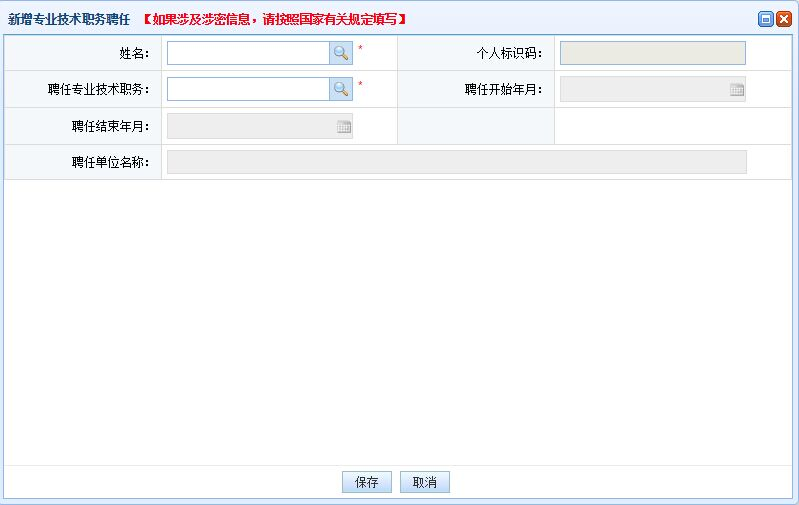 新增专业技术职务聘任 【如果涉及涉密信息，请按照国家有关规定填写】
姓名： * 个人标识码：
聘任专业技术职务： * 聘任开始年月：
聘任结束年月：
聘任单位名称：
保存 取消